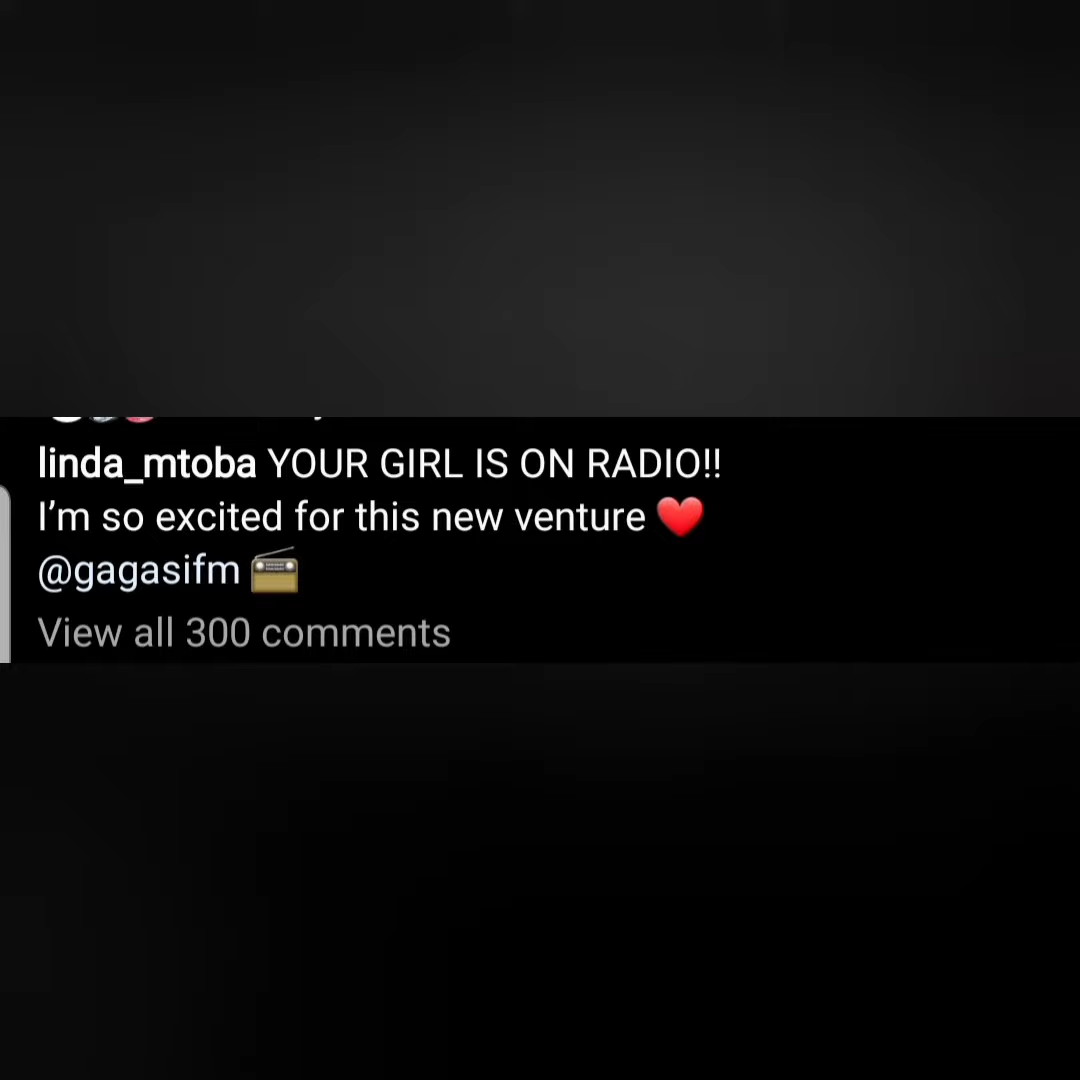 linda_mtoba YOUR GIRL IS ON RADIO!!
I’m so excited for this new venture ❤️
@gagasifm 📻
View all 300 comments